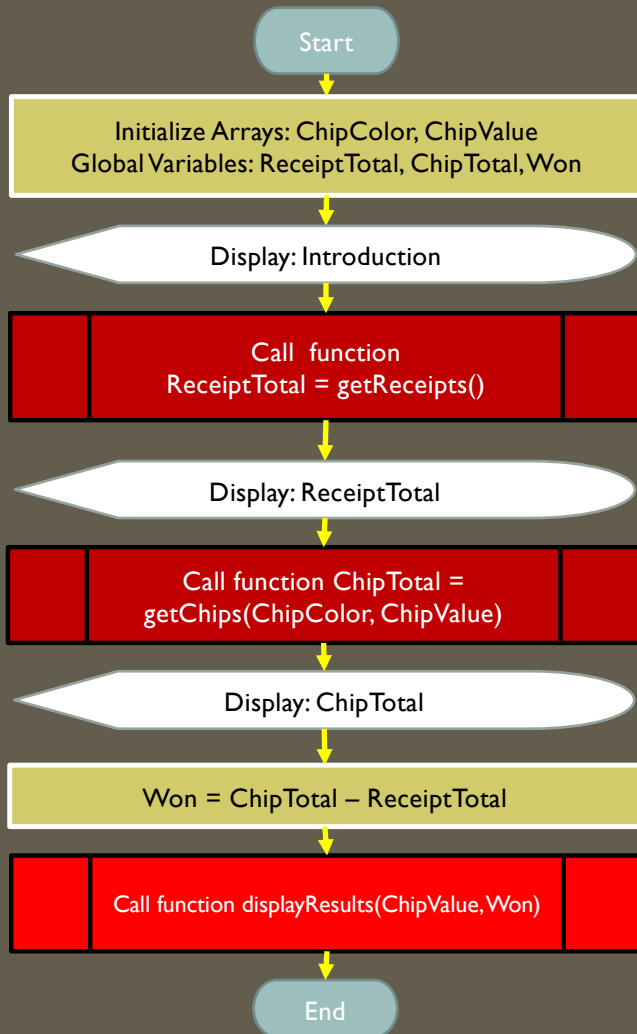 Start
Initialize Arrays: ChipColor, ChipValue
Global Variables: ReceiptTotal, ChipTotal, Won
Display: Introduction
Call function
ReceiptTotal = getReceipts()
Display: ReceiptTotal
Call function ChipTotal =
getChips(ChipColor, ChipValue)
Display: ChipTotal
Won = ChipTotal – ReceiptTotal
Call function displayResults(ChipValue, Won)
End